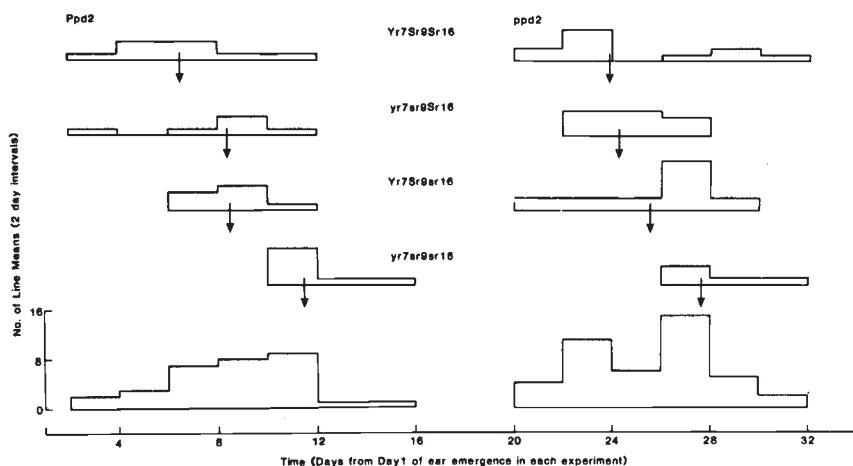 Ppd2
Yr7Sr9Sr16
ppd2
yr7sr9Sr16
Yr7Sr9sr16
yr7sr9sr16
No. of Line Means (2 day intervals)
16
8
0
4 8 12 16 20 24 28 32
Time (Days from Day1 of ear emergence in each experiment)